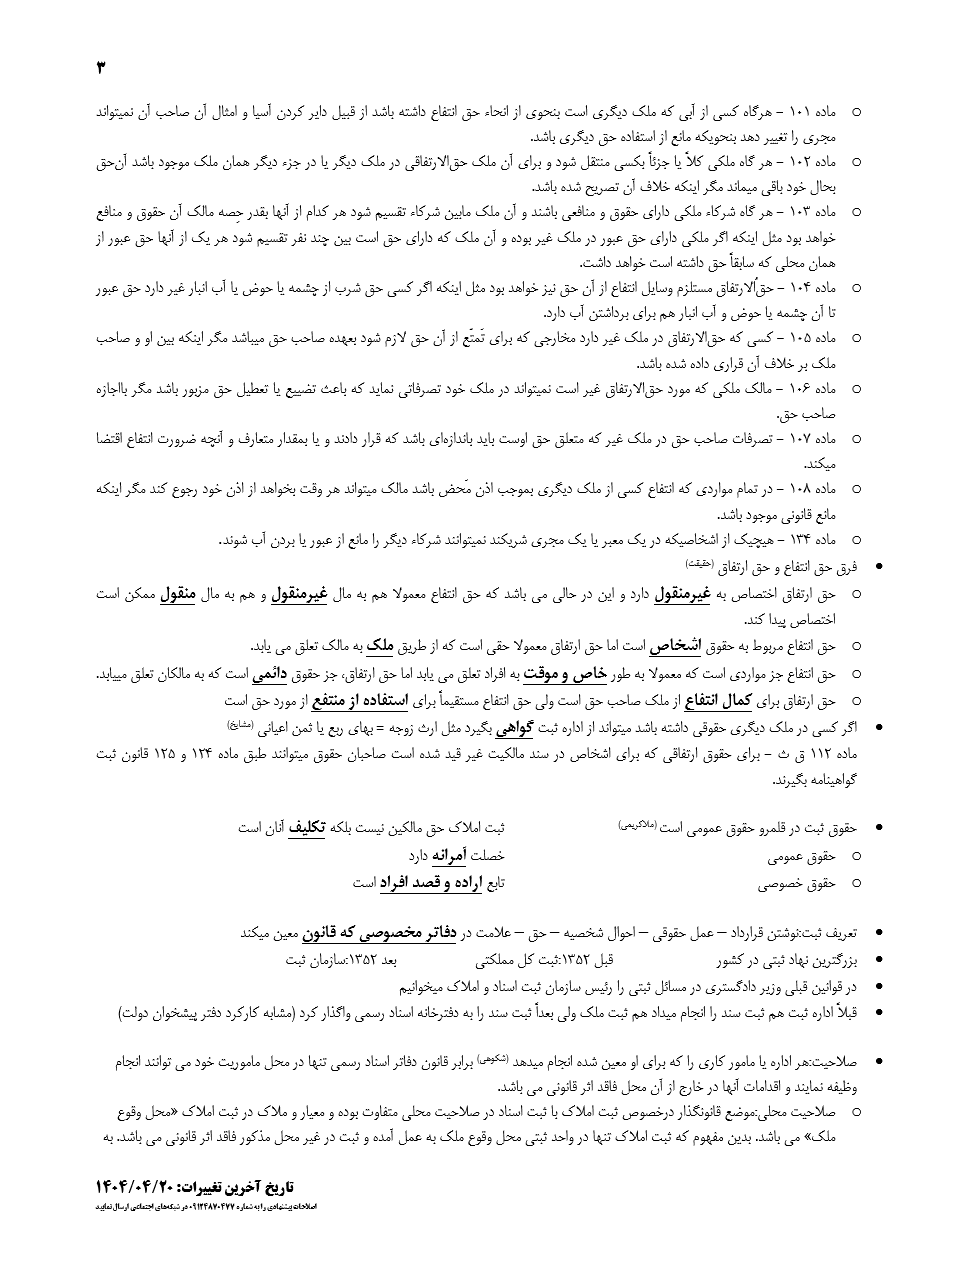 ۳
○ ماده ۱۰۱ - هرگاه کسی از آبی که ملک دیگری است بنحوی از انحاء حق انتفاع داشته باشد از قبیل دایر کردن آسیا و امثال آن صاحب آن نمیتواند
مجری را تغییر دهد بنحویکه مانع از استفاده حق دیگری باشد.
○ ماده ۱۰۲ - هر گاه ملکی کلاً یا جزئاً بکسی منتقل شود و برای آن ملک حق‌الارتفاقی در ملک دیگر یا در جزء دیگر همان ملک موجود باشد آن‌حق
بحال خود باقی میماند مگر اینکه خلاف آن تصریح شده باشد.
○ ماده ۱۰۳ - هر گاه شرکاء ملکی دارای حقوق و منافعی باشند و آن ملک مابین شرکاء تقسیم شود هر کدام از آنها بقدر حِصه مالک آن حقوق و منافع
خواهد بود مثل اینکه اگر ملکی دارای حق عبور در ملک غیر بوده و آن ملک که دارای حق است بین چند نفر تقسیم شود هر یک از آنها حق عبور از
همان محلی که سابقاً حق داشته است خواهد داشت.
○ ماده ۱۰۴ - حق‌ُالارتفاق مستلزم وسایل انتفاع از آن حق نیز خواهد بود مثل اینکه اگر کسی حق شرب از چشمه یا حوض یا آب انبار غیر دارد حق عبور
تا آن چشمه یا حوض و آب انبار هم برای برداشتن آب دارد.
○ ماده ۱۰۵ - کسی که حق‌الارتفاق در ملک غیر دارد مخارجی که برای تَمتّع از آن حق لازم شود بعهده صاحب حق میباشد مگر اینکه بین او و صاحب
ملک بر خلاف آن قراری داده شده باشد.
○ ماده ۱۰۶ - مالک ملکی که مورد حق‌الارتفاق غیر است نمیتواند در ملک خود تصرفاتی نماید که باعث تضییع یا تعطیل حق مزبور باشد مگر بااجازه
صاحب حق.
○ ماده ۱۰۷ - تصرفات صاحب حق در ملک غیر که متعلق حق اوست باید باندازه‌ای باشد که قرار دادند و یا بمقدار متعارف و آنچه ضرورت انتفاع اقتضا
میکند.
○ ماده ۱۰۸ - در تمام مواردی که انتفاع کسی از ملک دیگری بموجب اذن مَحض باشد مالک میتواند هر وقت بخواهد از اذن خود رجوع کند مگر اینکه
مانع قانونی موجود باشد.
○ ماده ۱۳۴ - هیچیک از اشخاصیکه در یک معبر یا یک مجری شریکند نمیتوانند شرکاء دیگر را مانع از عبور یا بردن آب شوند.
• فرق حق انتفاع و حق ارتفاق (حقیقت)
○ حق ارتفاق اختصاص به غیرمنقول دارد و این در حالی می باشد که حق انتفاع معمولا هم به مال غیرمنقول و هم به مال منقول ممکن است
اختصاص پیدا کند.
○ حق انتفاع مربوط به حقوق اشخاص است اما حق ارتفاق معمولا حقی است که از طریق ملک به مالک تعلق می یابد.
○ حق انتفاع جز مواردی است که معمولا به طور خاص و موقت به افراد تعلق می یابد اما حق ارتفاق، جز حقوق دائمی است که به مالکان تعلق مییابد.
○ حق ارتفاق برای کمال انتفاع از ملک صاحب حق است ولی حق انتفاع مستقیماً برای استفاده از منتفع از مورد حق است
• اگر کسی در ملک دیگری حقوقی داشته باشد میتواند از اداره ثبت گواهی بگیرد مثل ارث زوجه = بهای ربع یا ثمن اعیانی (مشایخ)
ماده ۱۱۲ ق ث - برای حقوق ارتفاقی که برای اشخاص در سند مالکیت غیر قید شده است صاحبان حقوق میتوانند طبق ماده ۱۲۴ و ۱۲۵ قانون ثبت
گواهینامه بگیرند.
• حقوق ثبت در قلمرو حقوق عمومی است (ملاکریمی) ثبت املاک حق مالکین نیست بلکه تکلیف آنان است
○ حقوق عمومی خصلت آمرانه دارد
○ حقوق خصوصی تابع اراده و قصد افراد است
• تعریف ثبت:نوشتن قرارداد – عمل حقوقی – احوال شخصیه – حق – علامت در دفاتر مخصوصی که قانون معین میکند
• بزرگترین نهاد ثبتی در کشور قبل ۱۳۵۲:ثبت کل مملکتی بعد ۱۳۵۲:سازمان ثبت
• در قوانین قبلی وزیر دادگستری در مسائل ثبتی را رئیس سازمان ثبت اسناد و املاک میخوانیم
• قبلاً اداره ثبت هم ثبت سند را انجام میداد هم ثبت ملک ولی بعداً ثبت سند را به دفترخانه اسناد رسمی واگذار کرد (مشابه کارکرد دفتر پیشخوان دولت)
• صلاحیت:هر اداره یا مامور کاری را که برای او معین شده انجام میدهد (شکوهی) برابر قانون دفاتر اسناد رسمی تنها در محل ماموریت خود می توانند انجام
وظیفه نمایند و اقدامات آنها در خارج از آن محل فاقد اثر قانونی می باشد.
○ صلاحیت محلی:موضع قانونگذار درخصوص ثبت املاک با ثبت اسناد در صلاحیت محلی متفاوت بوده و معیار و ملاک در ثبت املاک «محل وقوع
ملک» می باشد. بدین مفهوم که ثبت املاک تنها در واحد ثبتی محل وقوع ملک به عمل آمده و ثبت در غیر محل مذکور فاقد اثر قانونی می باشد. به
تاریخ آخرین تغییرات: ۱۴۰۴/۰۴/۲۰
اصلاحات پیشنهادی را به شماره ۰۹۱۲۴۸۷۰۴۷۷ در شبکه‌های اجتماعی ارسال نمایید